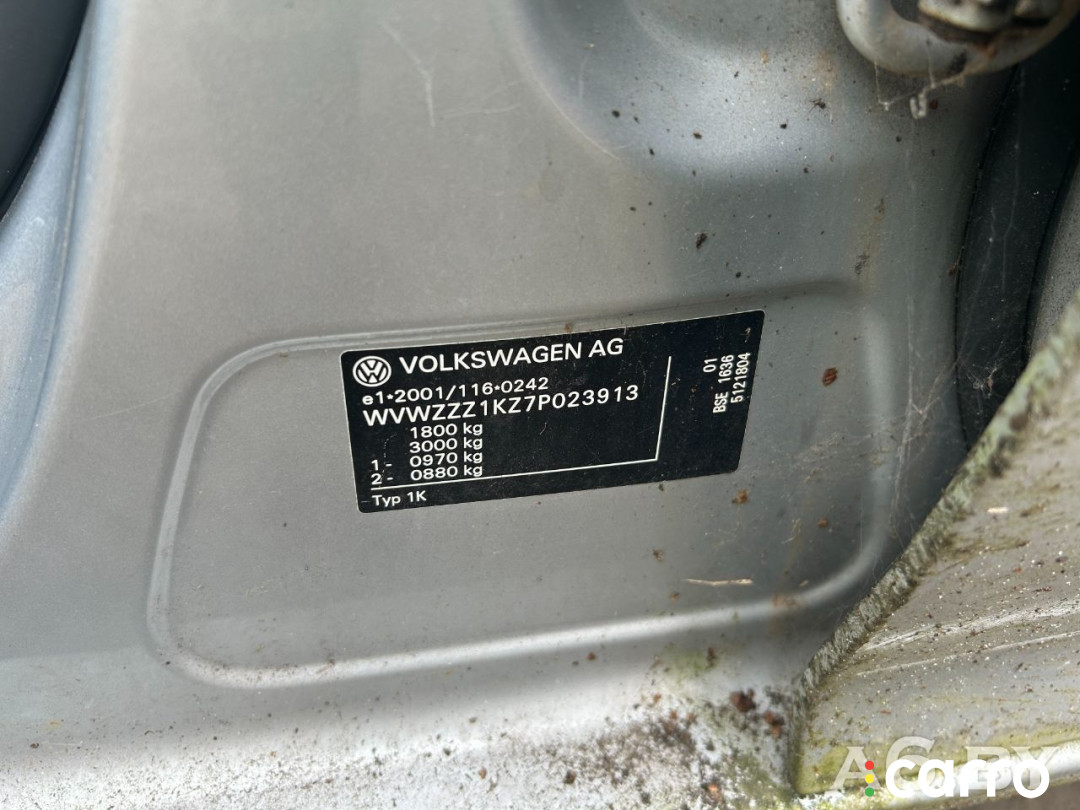 VOLKSWAGEN AG
e1*2001/116*0242
WVWZZZ1KZ7P023913
1800 kg
3000 kg
1- 0970 kg
2- 0880 kg
Typ 1K
01
BSE 1636
5121804
Carro